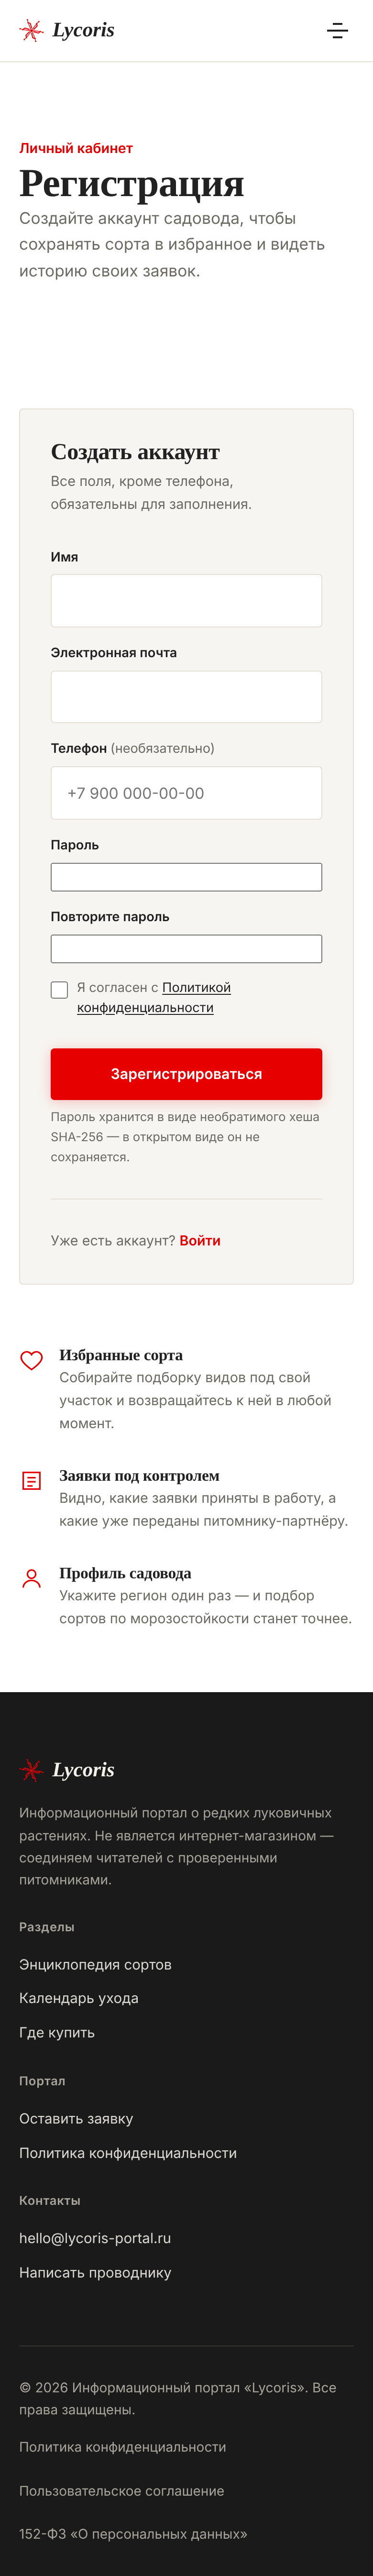 Lycoris
Личный кабинет
Регистрация
Создайте аккаунт садовода, чтобы
сохранять сорта в избранное и видеть
историю своих заявок.
Создать аккаунт
Все поля, кроме телефона,
обязательны для заполнения.
Имя
Электронная почта
Телефон (необязательно)
+7 900 000-00-00
Пароль
Повторите пароль
Я согласен с Политикой
конфиденциальности
Зарегистрироваться
Пароль хранится в виде необратимого хеша
SHA-256 — в открытом виде он не
сохраняется.
Уже есть аккаунт? Войти
Избранные сорта
Собирайте подборку видов под свой
участок и возвращайтесь к ней в любой
момент.
Заявки под контролем
Видно, какие заявки приняты в работу, а
какие уже переданы питомнику-партнёру.
Профиль садовода
Укажите регион один раз — и подбор
сортов по морозостойкости станет точнее.
Lycoris
Информационный портал о редких луковичных
растениях. Не является интернет-магазином —
соединяем читателей с проверенными
питомниками.
Разделы
Энциклопедия сортов
Календарь ухода
Где купить
Портал
Оставить заявку
Политика конфиденциальности
Контакты
hello@lycoris-portal.ru
Написать проводнику
© 2026 Информационный портал «Lycoris». Все
права защищены.
Политика конфиденциальности
Пользовательское соглашение
152-ФЗ «О персональных данных»